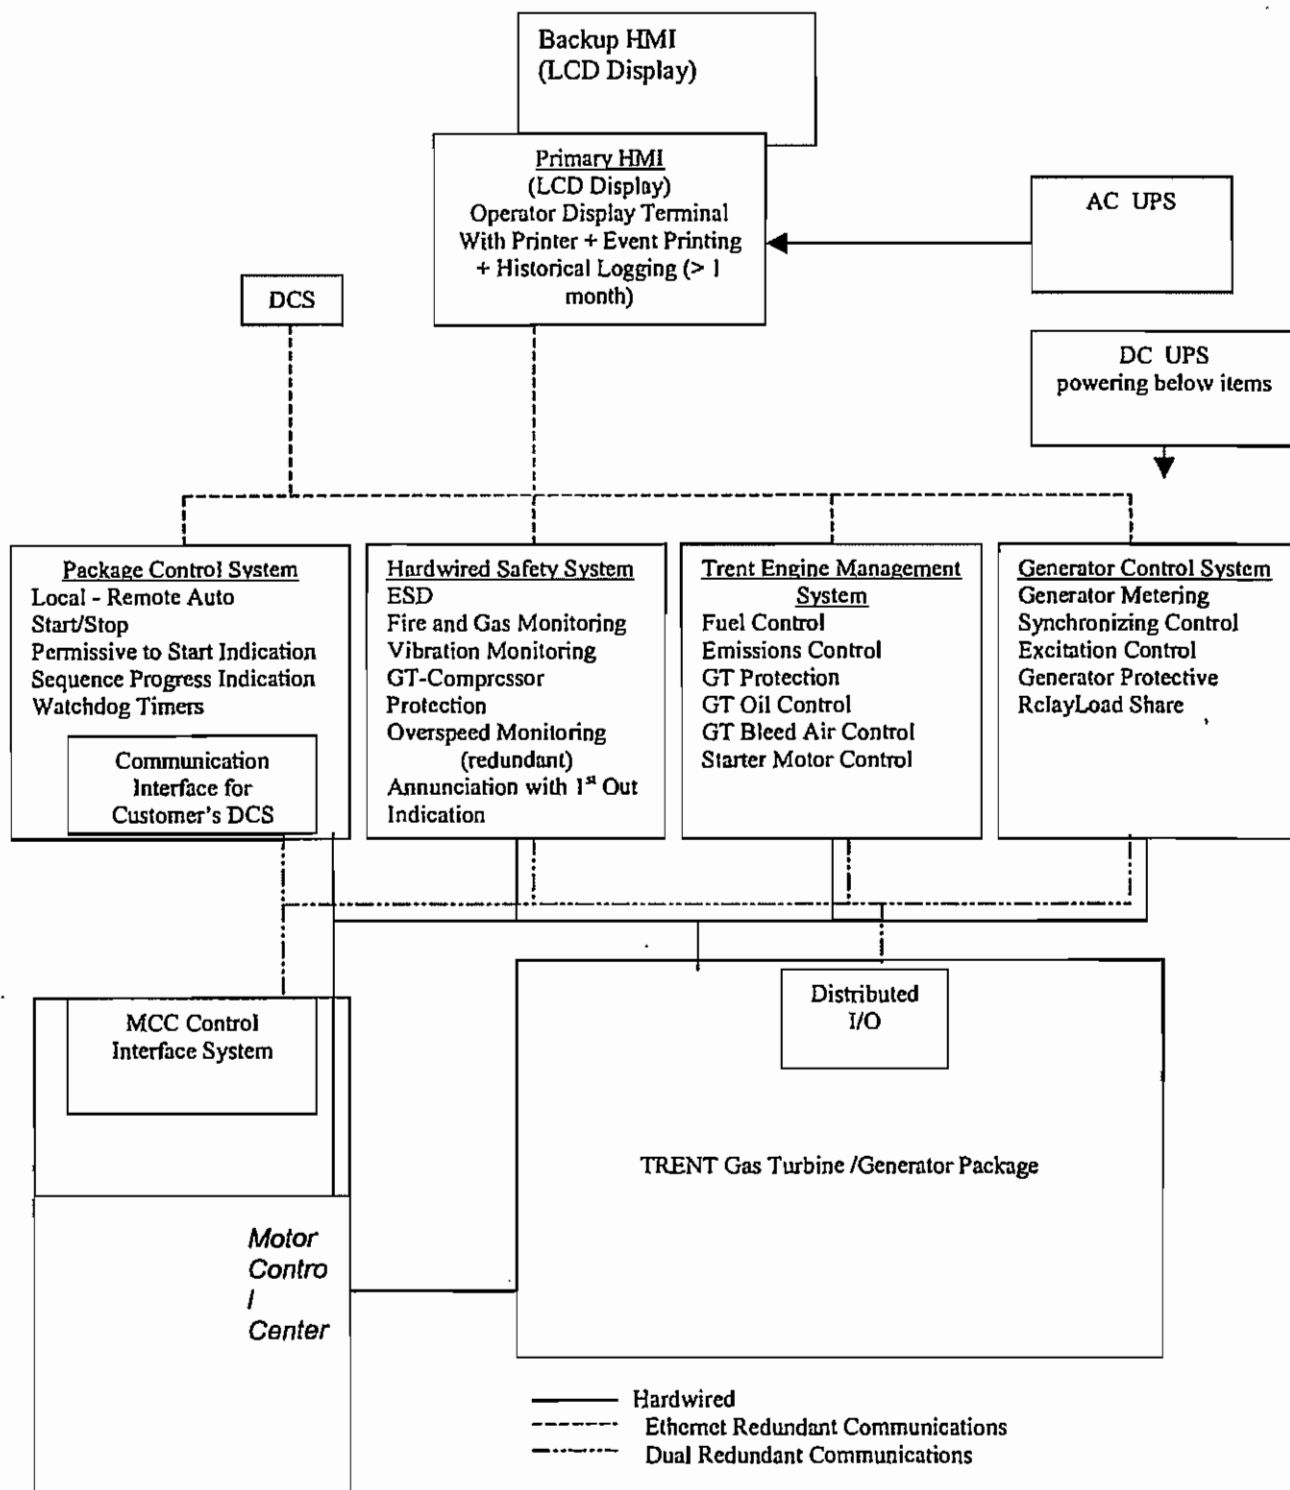 Backup HMI
(LCD Display)
Primary HMI
(LCD Display)
Operator Display Terminal
With Printer + Event Printing
+ Historical Logging (> 1
month)
AC UPS
DCS
DC UPS
powering below items
Package Control System
Local - Remote Auto
Start/Stop
Permissive to Start Indication
Sequence Progress Indication
Watchdog Timers
Communication
Interface for
Customer's DCS
Hardwired Safety System
ESD
Fire and Gas Monitoring
Vibration Monitoring
GT-Comprssor
Protection
Overspeed Monitoring
(redundant)
Annunciation with 1st Out
Indication
Trent Engine Management
System
Fuel Control
Emissions Control
GT Protection
GT Oil Control
GT Bleed Air Control
Starter Motor Control
Generator Control System
Generator Metering
Synchronizing Control
Excitation Control
Generator Protective
RelayLoad Share
MCC Control
Interface System
Distributed
I/O
TRENT Gas Turbine /Generator Package
Motor
Contro
l
Center
Hardwired
Ethernet Redundant Communications
Dual Redundant Communications